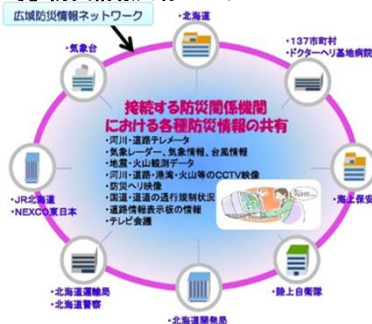 広域防災情報ネットワーク
・北海道
・気象台
・137市町村
・ドクターヘリ基地病院
接続する防災関係機関
における各種防災情報の共有
・河川・道路テレメータ
・気象レーダー、気象情報、台風情報
・地震・火山観測データ
・河川・道路・港湾・火山等のCCTV映像
・防災ヘリ映像
・国道・道道の通行規制状況
・道路情報表示板の情報
・テレビ会議
・JR北海道
・NEXCO東日本
・海上保安
・北海道運輸局
・北海道警察
・陸上自衛隊
・北海道開発局